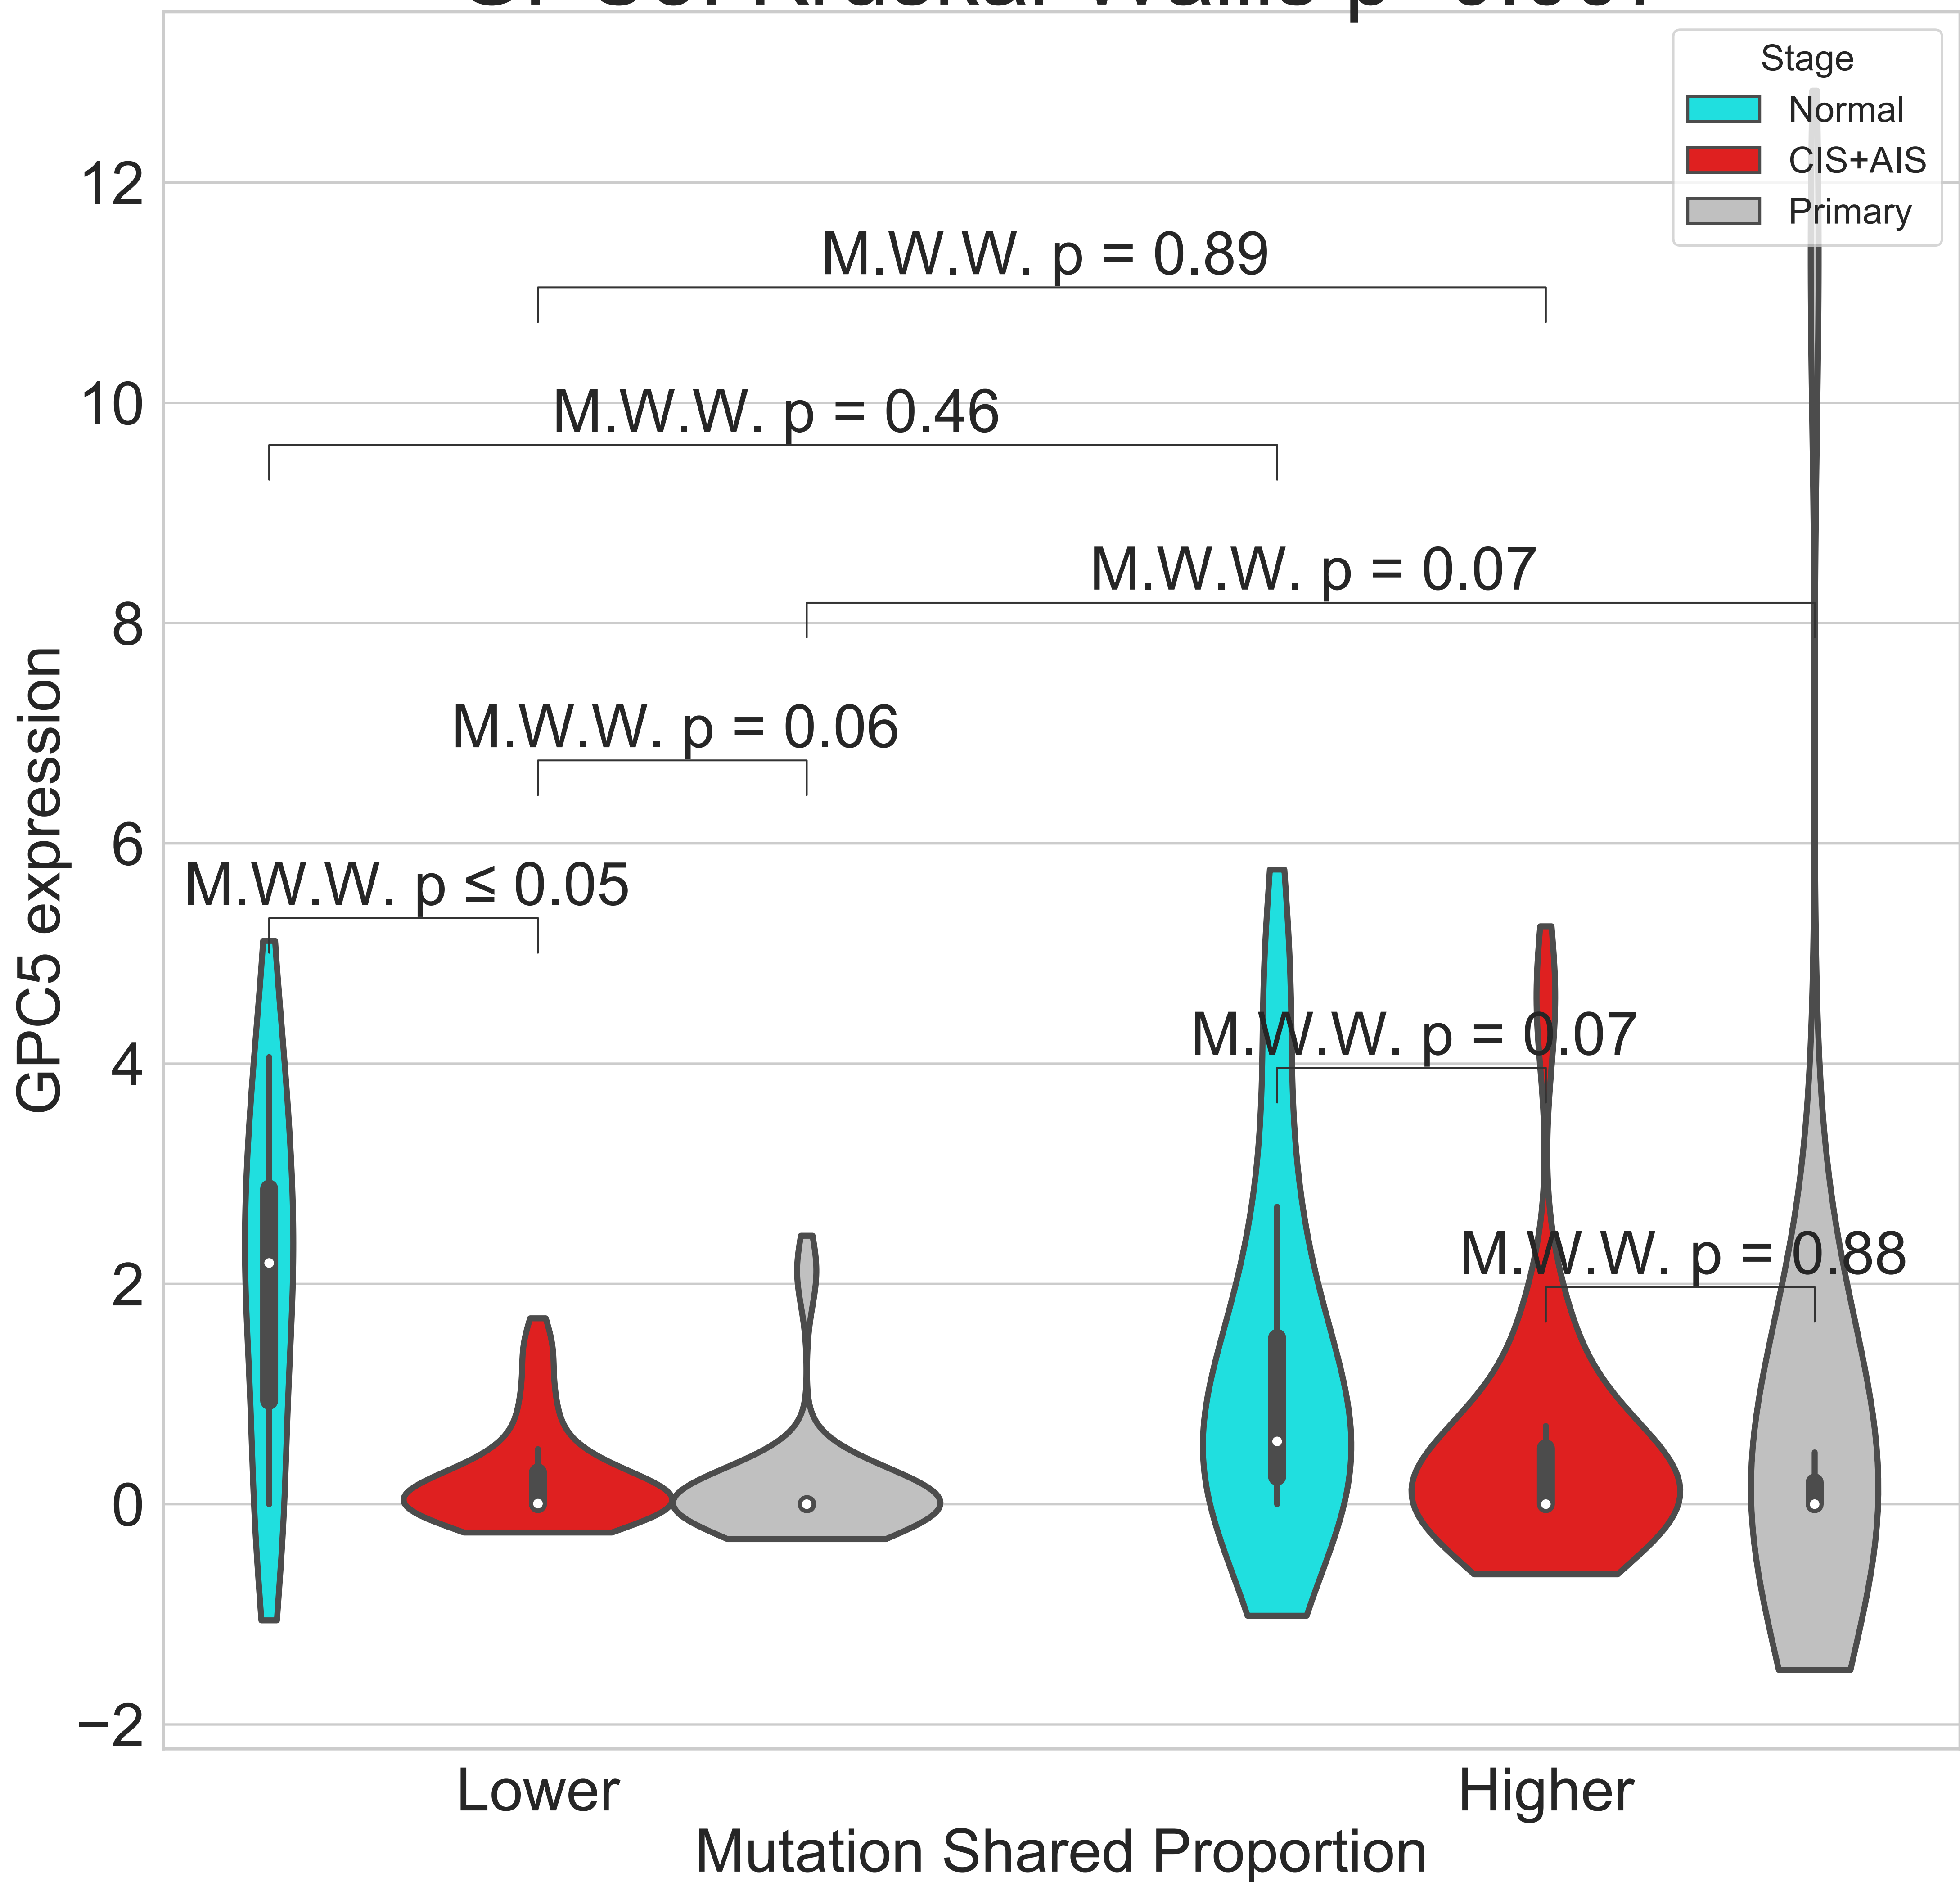 Stage
Normal
CIS+AIS
Primary
12
10
8
6
4
2
0
−2
GPC5 expression
M.W.W. p = 0.89
M.W.W. p = 0.46
M.W.W. p = 0.07
M.W.W. p = 0.06
M.W.W. p ≤ 0.05
M.W.W. p = 0.07
M.W.W. p = 0.88
Lower
Higher
Mutation Shared Proportion